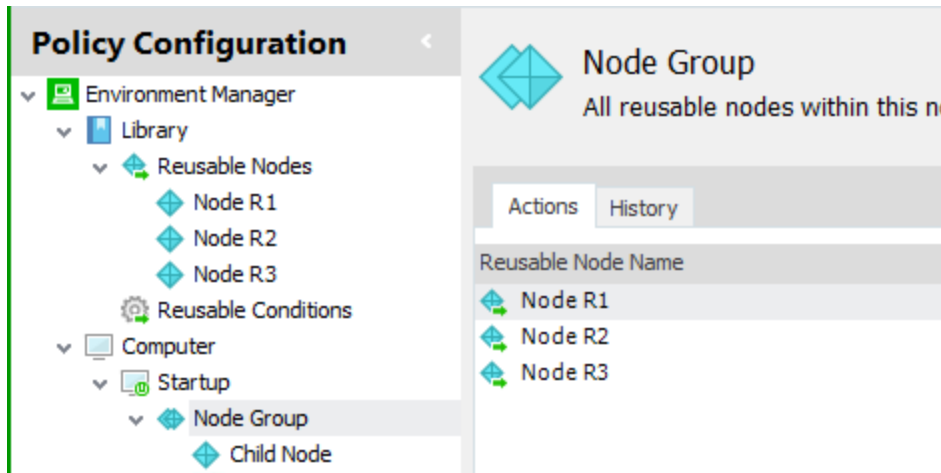 Policy Configuration
Environment Manager
Library
Reusable Nodes
Node R1
Node R2
Node R3
Reusable Conditions
Computer
Startup
Node Group
Child Node
Node Group
All reusable nodes within this
Actions History
Reusable Node Name
Node R1
Node R2
Node R3